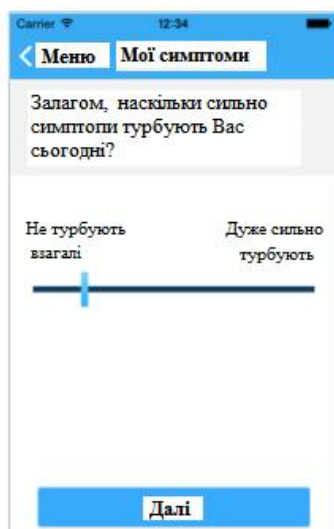 Carrier 12:34
Меню Мої симптоми
Залагом, наскільки сильно
симптопи турбують Вас
сьогодні?
Не турбують Дуже сильно
взагалі турбують
Далі